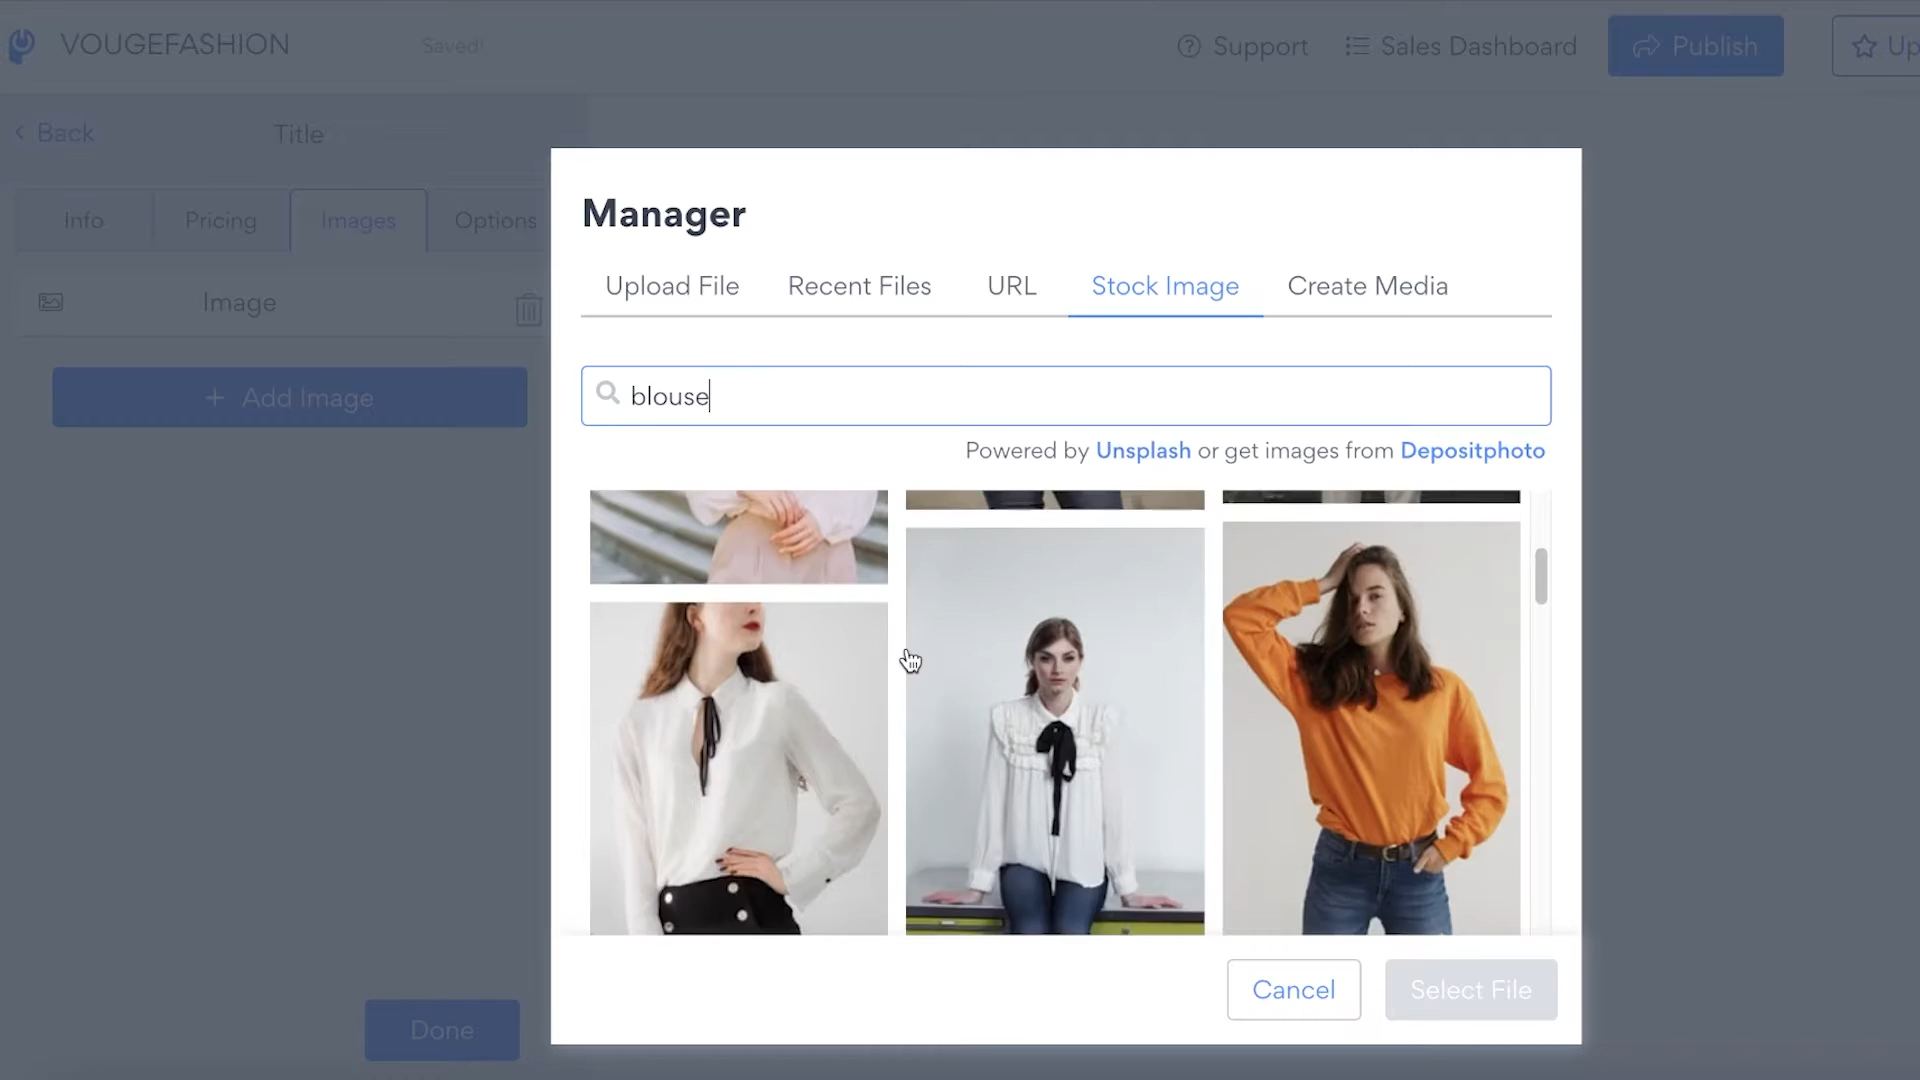 VOUGEFASHION
Saved!
Support
Sales Dashboard
Publish
Up
Back
Title
Info
Pricing
Images
Options
Image
+ Add Image
Done
Manager
Upload File
Recent Files
URL
Stock Image
Create Media
blouse
Powered by Unsplash or get images from Depositphoto
Cancel
Select File